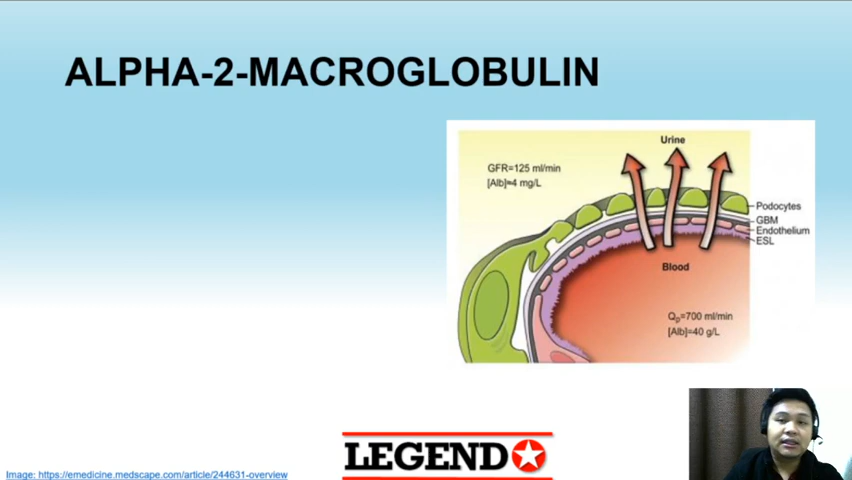 ALPHA-2-MACROGLOBULIN
Urine
GFR=125 ml/min
[Alb]≈4 mg/L
Podocytes
GBM
Endothelium
ESL
Blood
Qp=700 ml/min
[Alb]=40 g/L
LEGEND
Image: https://emedicine.medscape.com/article/244631-overview